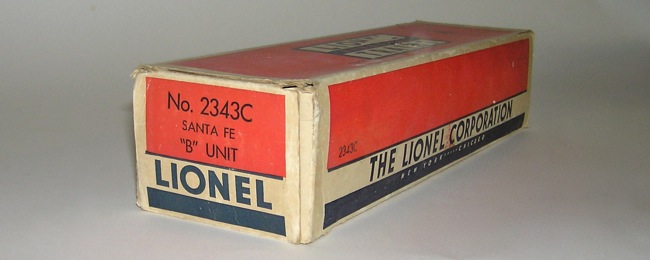 No. 2343C
SANTA FE
"B" UNIT
LIONEL
2343C
THE LIONEL CORPORATION
NEW YORK CHICAGO